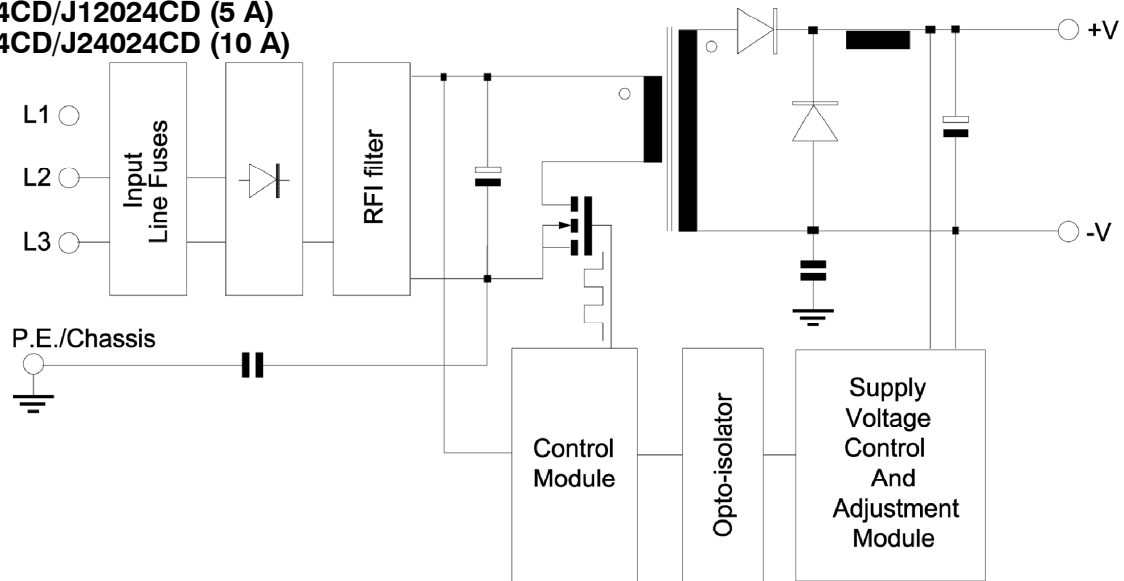 4CD/J12024CD (5 A)
4CD/J24024CD (10 A)
+V
L1
L2
L3
Input
Line Fuses
RFI filter
-V
P.E./Chassis
Control
Module
Opto-isolator
Supply
Voltage
Control
And
Adjustment
Module